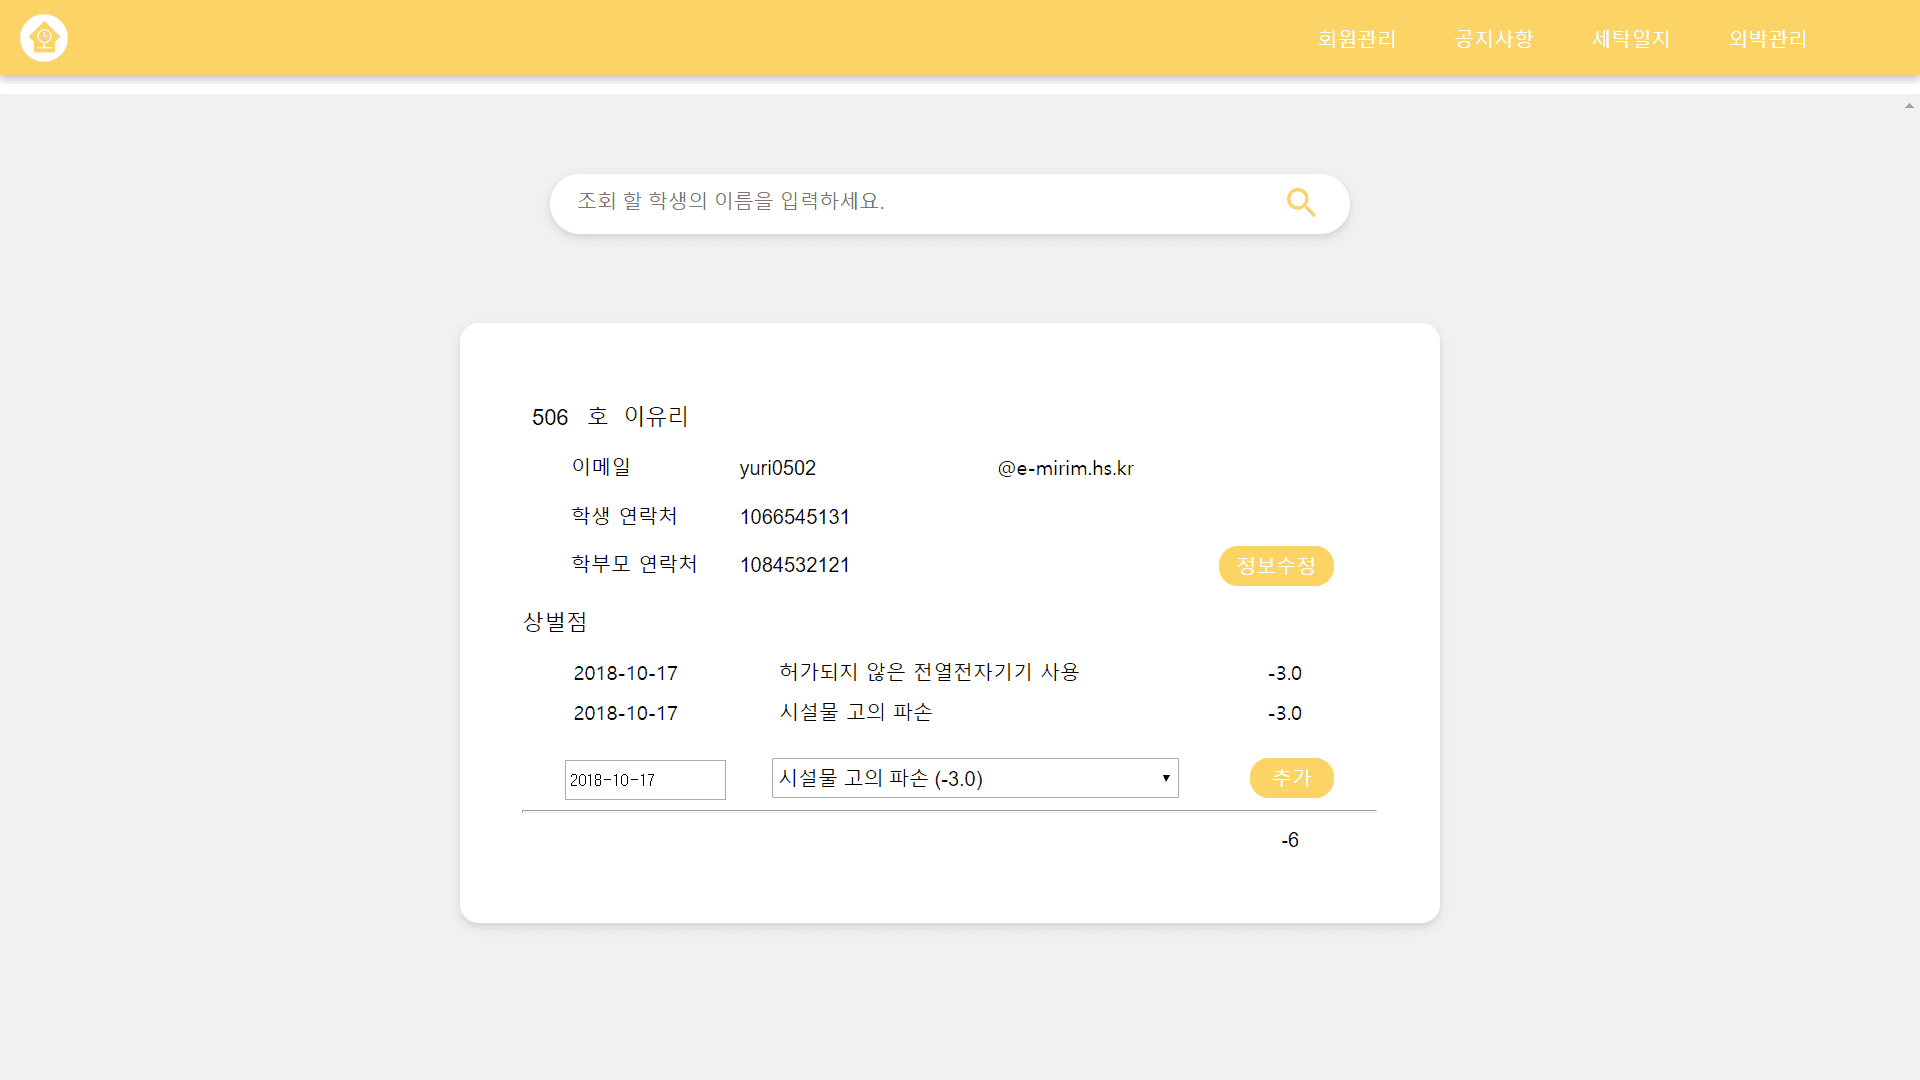 회원관리 공지사항 세탁일지 외박관리
조회 할 학생의 이름을 입력하세요.
506 호 이유리
이메일 yuri0502 @e-mirim.hs.kr
학생 연락처 1066545131
학부모 연락처 1084532121 정보수정
상벌점
2018-10-17 허가되지 않은 전열전자기기 사용 -3.0
2018-10-17 시설물 고의 파손 -3.0
2018-10-17 시설물 고의 파손 (-3.0) 추가
-6